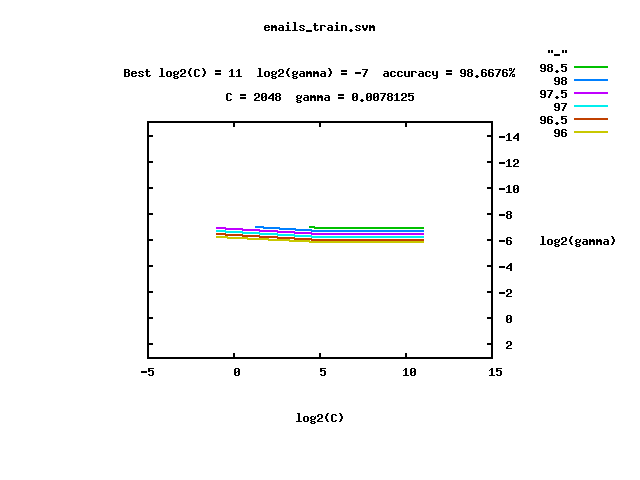 emails_train.svm
"-"
Best log2(C) = 11  log2(gamma) = -7  accuracy = 98.6676%
C = 2048  gamma = 0.0078125
98.5
98
97.5
97
96.5
96
-14
-12
-10
-8
-6
-4
-2
0
2
log2(gamma)
-5 0 5 10 15
log2(C)